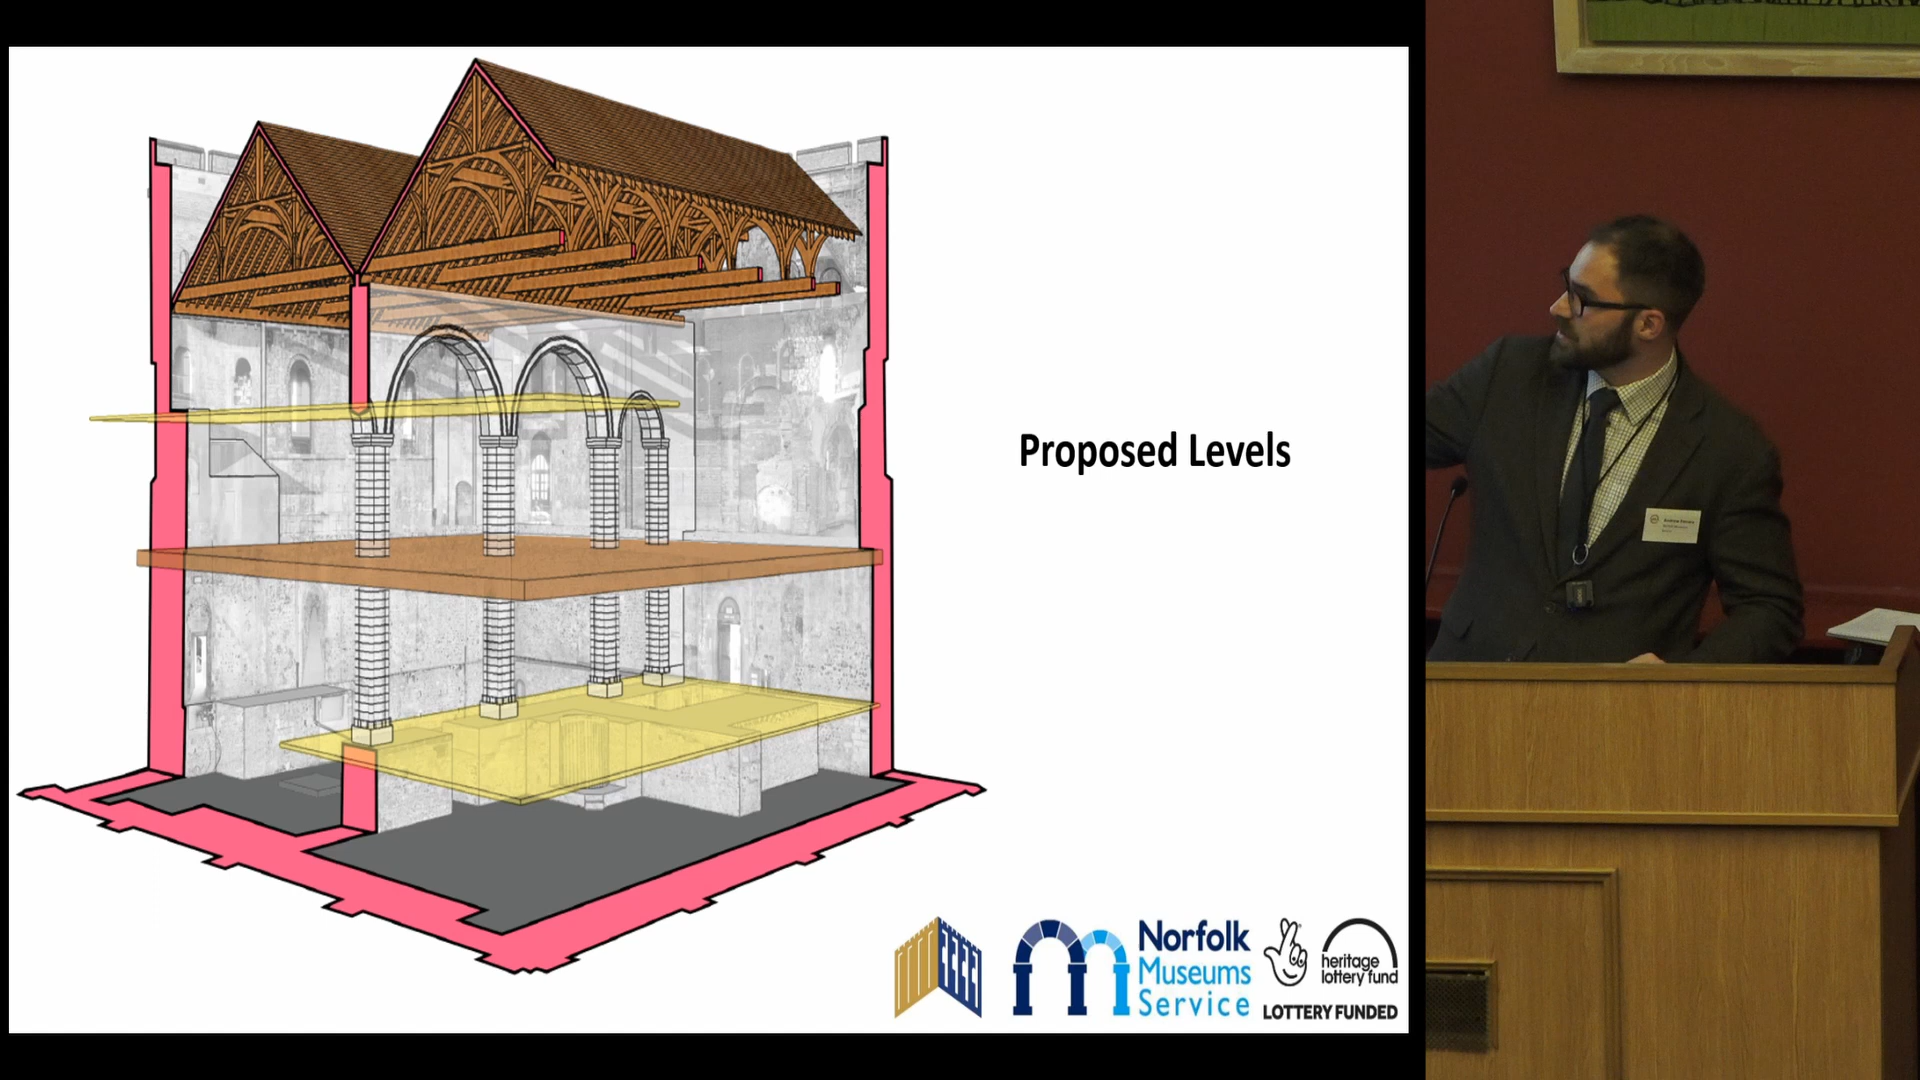 Proposed Levels
Norfolk
Museums
Service
heritage
lottery fund
LOTTERY FUNDED